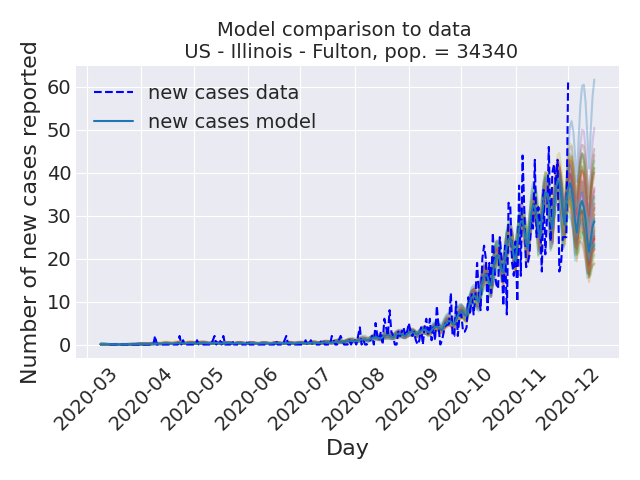 Model comparison to data
US - Illinois - Fulton, pop. = 34340
Number of new cases reported
60
50
40
30
20
10
0
new cases data
new cases model
2020-03
2020-04
2020-05
2020-06
2020-07
2020-08
2020-09
2020-10
2020-11
2020-12
Day